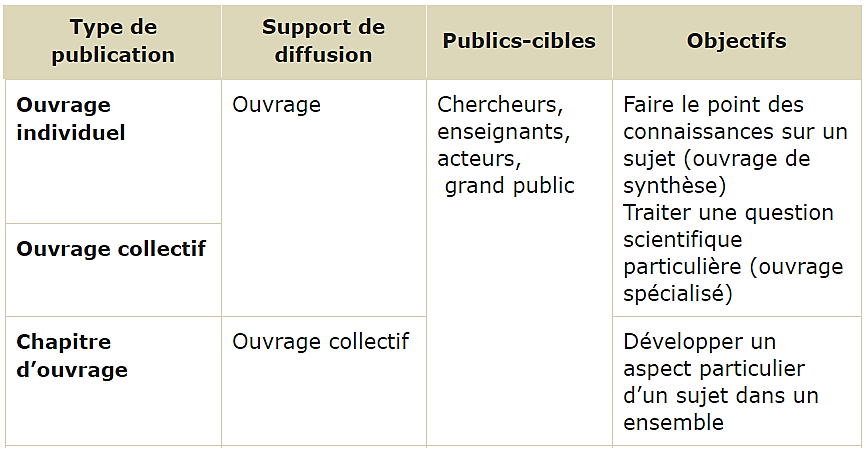 Type de
publication
Support de
diffusion
Publics-cibles
Objectifs
Ouvrage
individuel
Ouvrage
Chercheurs,
enseignants,
acteurs,
grand public
Faire le point des
connaissances sur un
sujet (ouvrage de
synthèse)
Traiter une question
scientifique
particulière (ouvrage
spécialisé)
Ouvrage collectif
Chapitre
d’ouvrage
Ouvrage collectif
Développer un
aspect particulier
d’un sujet dans un
ensemble